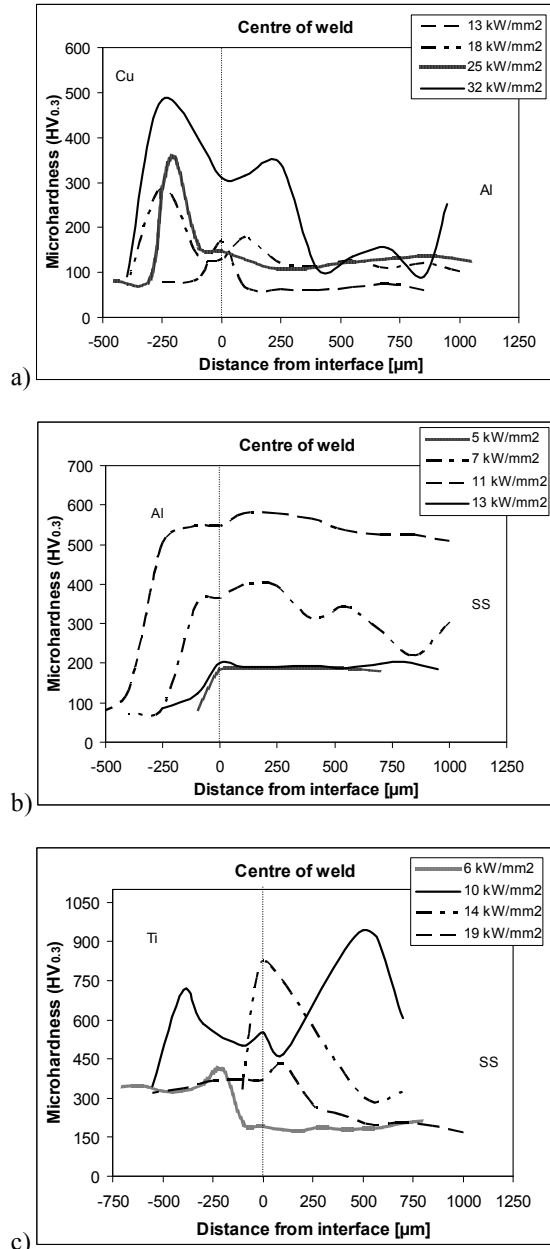 Centre of weld
13 kW/mm2
18 kW/mm2
25 kW/mm2
32 kW/mm2
Cu
Al
Microhardness (HV0.3)
600
500
400
300
200
100
0
-500 -250 0 250 500 750 1000 1250
Distance from interface [µm]
a)
Centre of weld
5 kW/mm2
7 kW/mm2
11 kW/mm2
13 kW/mm2
Al
SS
Microhardness (HV0.3)
700
600
500
400
300
200
100
0
-500 -250 0 250 500 750 1000 1250
Distance from interface [µm]
b)
Centre of weld
6 kW/mm2
10 kW/mm2
14 kW/mm2
19 kW/mm2
Ti
SS
Microhardness (HV0.3)
1050
900
750
600
450
300
150
0
-750 -500 -250 0 250 500 750 1000 1250
Distance from interface [µm]
c)